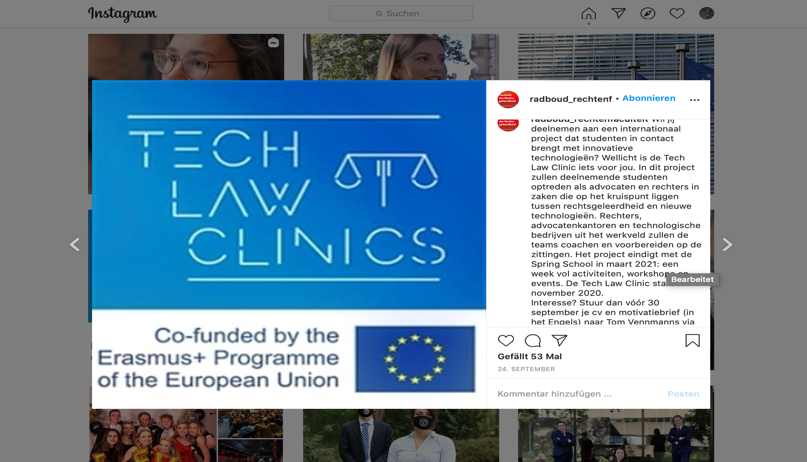 Instagram
Suchen
radboud_rechtenf • Abonnieren
...
TECH
LAW
CLINICS
Co-funded by the
Erasmus+ Programme
of the European Union
radboud_rechtenfaculteit Wil jij
deelnemen aan een internationaal
project dat studenten in contact
brengt met innovatieve
technologieën? Wellicht is de Tech
Law Clinic iets voor jou. In dit project
zullen deelnemende studenten
optreden als advocaten en rechters in
zaken die op het kruispunt liggen
tussen rechtsgeleerdheid en nieuwe
technologieën. Rechters,
advocatenkantoren en technologische
bedrijven uit het werkveld zullen de
teams coachen en voorbereiden op de
zittingen. Het project eindigt met de
Spring School in maart 2021: een
week vol activiteiten, workshops en
events. De Tech Law Clinic sta
Bearbeitet
november 2020.
Interesse? Stuur dan vóór 30
september je cv en motivatiebrief (in
het Engels) naar Tom Venmanns via
Gefällt 53 Mal
24. SEPTEMBER
Kommentar hinzufügen ...
Posten